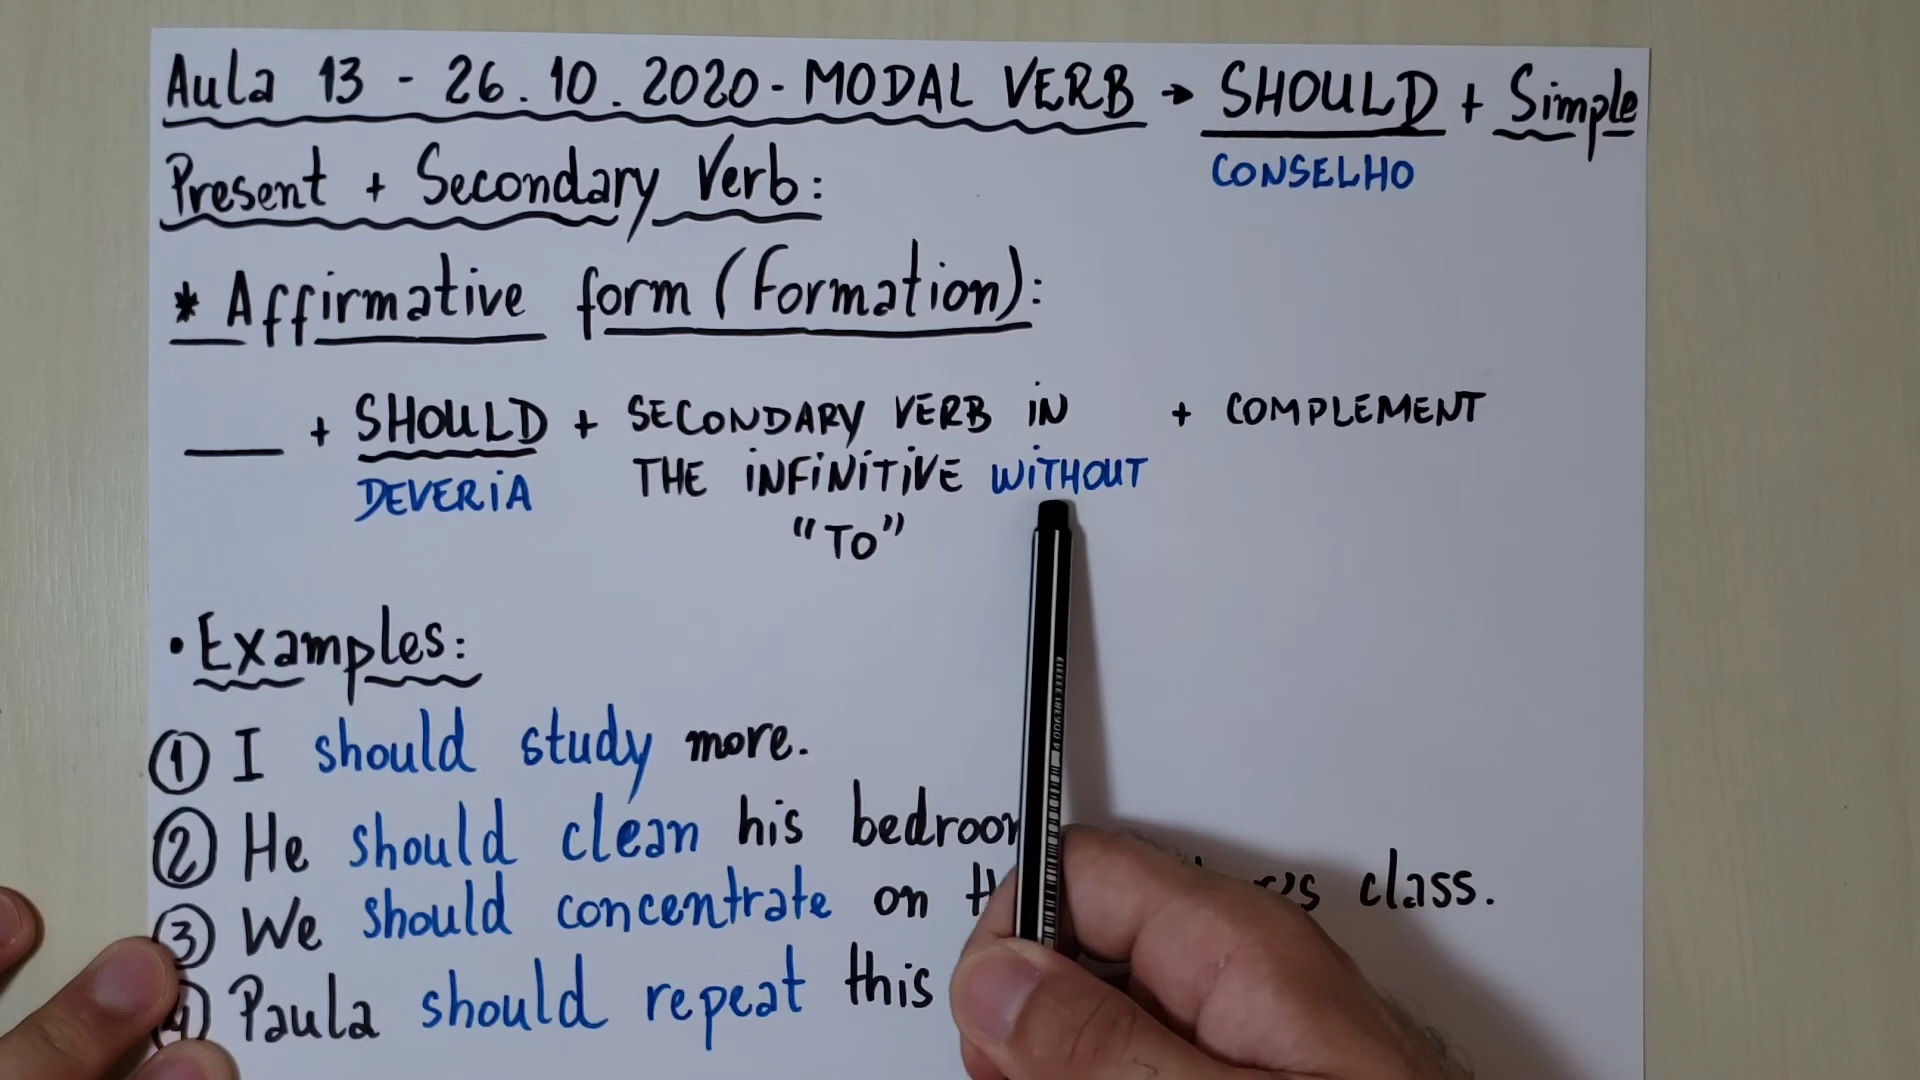 Aula 13 - 26.10.2020 - MODAL VERB → SHOULD + Simple
CONSELHO
Present + Secondary Verb:
* Affirmative form (Formation):
___ + SHOULD + SECONDARY VERB IN + COMPLEMENT
DEVERIA THE INFINITIVE WITHOUT
"TO"
• Examples:
① I should study more.
② He should clean his
③ We should concentrate on class.
④ Paula should repeat this